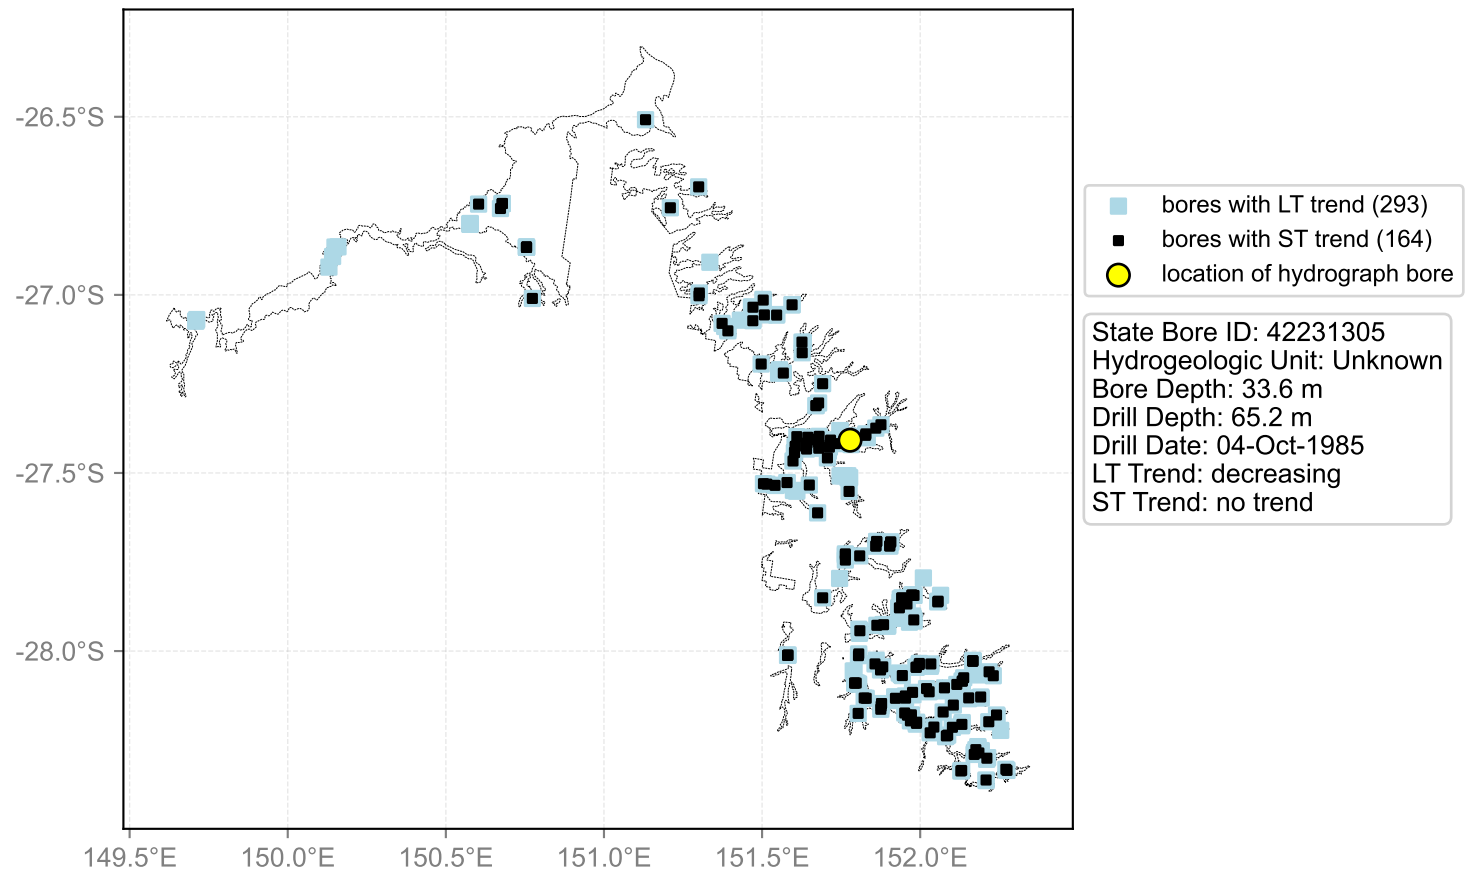 -26.5°S
-27.0°S
-27.5°S
-28.0°S
149.5°E 150.0°E 150.5°E 151.0°E 151.5°E 152.0°E
bores with LT trend (293)
bores with ST trend (164)
location of hydrograph bore
State Bore ID: 42231305
Hydrogeologic Unit: Unknown
Bore Depth: 33.6 m
Drill Depth: 65.2 m
Drill Date: 04-Oct-1985
LT Trend: decreasing
ST Trend: no trend